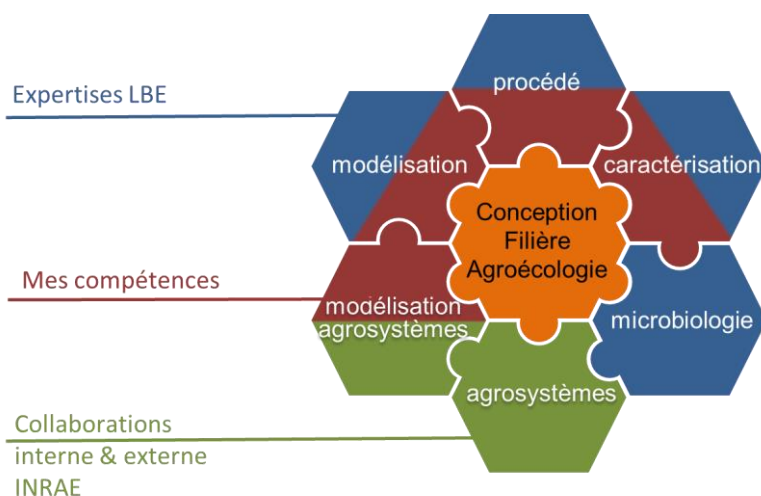 Expertises LBE
procédé
modélisation
caractérisation
Conception
Filière
Agroécologie
Mes compétences
modélisation
agrosystèmes
microbiologie
agrosystèmes
Collaborations
interne & externe
INRAE